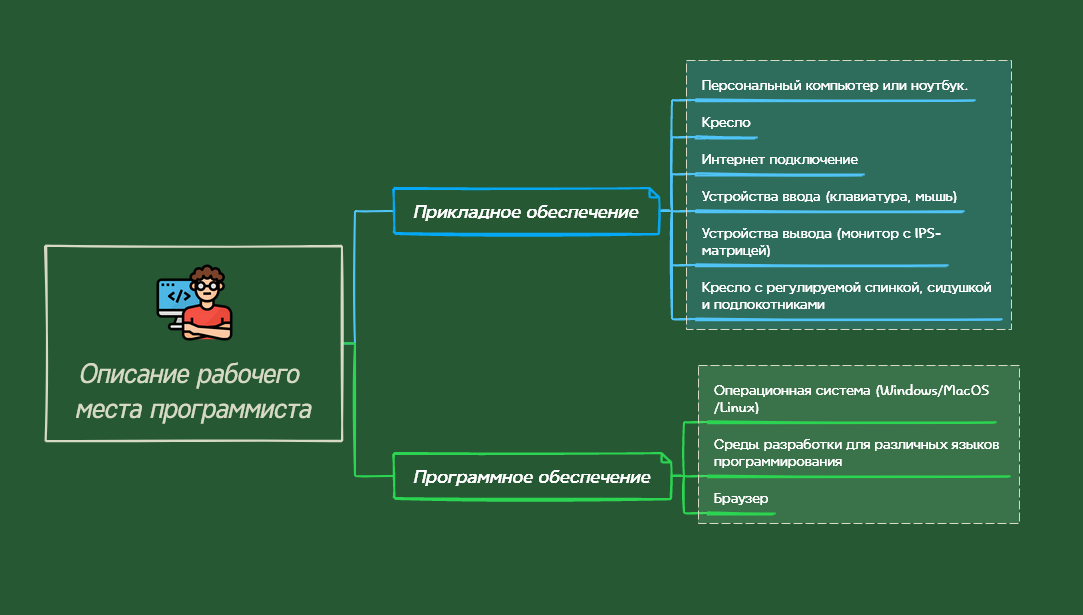 Описание рабочего
места программиста
Прикладное обеспечение
Персональный компьютер или ноутбук.
Кресло
Интернет подключение
Устройства ввода (клавиатура, мышь)
Устройства вывода (монитор с IPS-
матрицей)
Кресло с регулируемой спинкой, сидушкой
и подлокотниками
Программное обеспечение
Операционная система (Windows/MacOS
/Linux)
Среды разработки для различных языков
программирования
Браузер